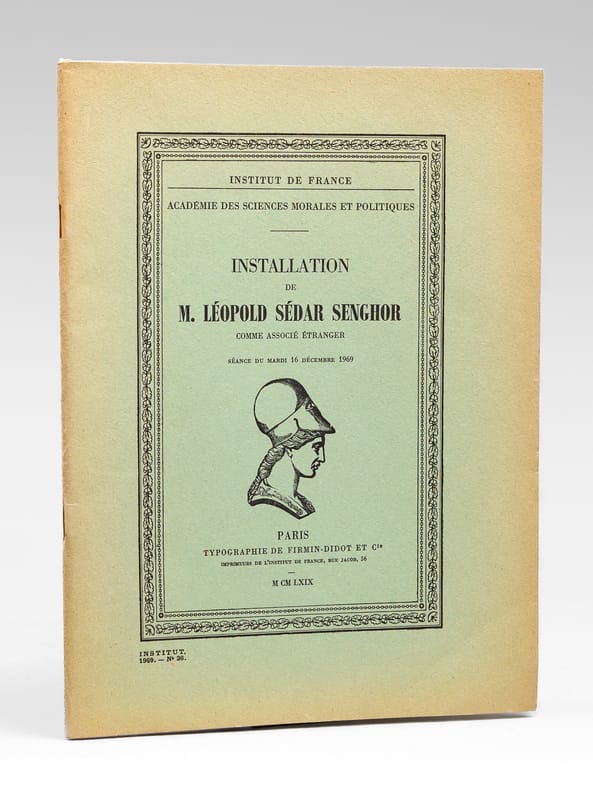 INSTITUT DE FRANCE
ACADÉMIE DES SCIENCES MORALES ET POLITIQUES
INSTALLATION
DE
M. LÉOPOLD SÉDAR SENGHOR
COMME ASSOCIÉ ÉTRANGER
SÉANCE DU MARDI 16 DÉCEMBRE 1969
PARIS
TYPOGRAPHIE DE FIRMIN-DIDOT ET Cie
IMPRIMEURS DE L'INSTITUT DE FRANCE, RUE JACOB, 56
M CM LXIX
INSTITUT.
1969. — No 36.